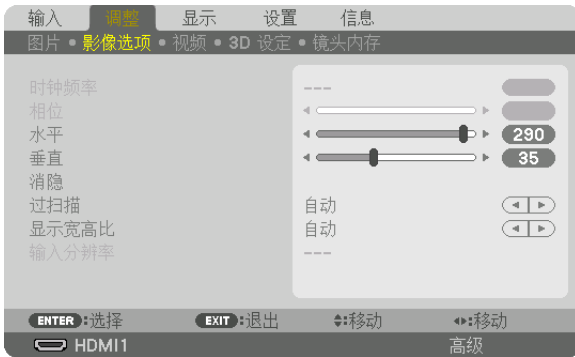 输入 调整 显示 设置 信息
图片 • 影像选项 • 视频 • 3D 设定 • 镜头内存
时钟频率 ---
相位
水平 290
垂直 35
消隐
过扫描 自动
显示宽高比 自动
输入分辨率 ---
ENTER:选择 EXIT:退出 :移动 :移动
HDMI1 高级